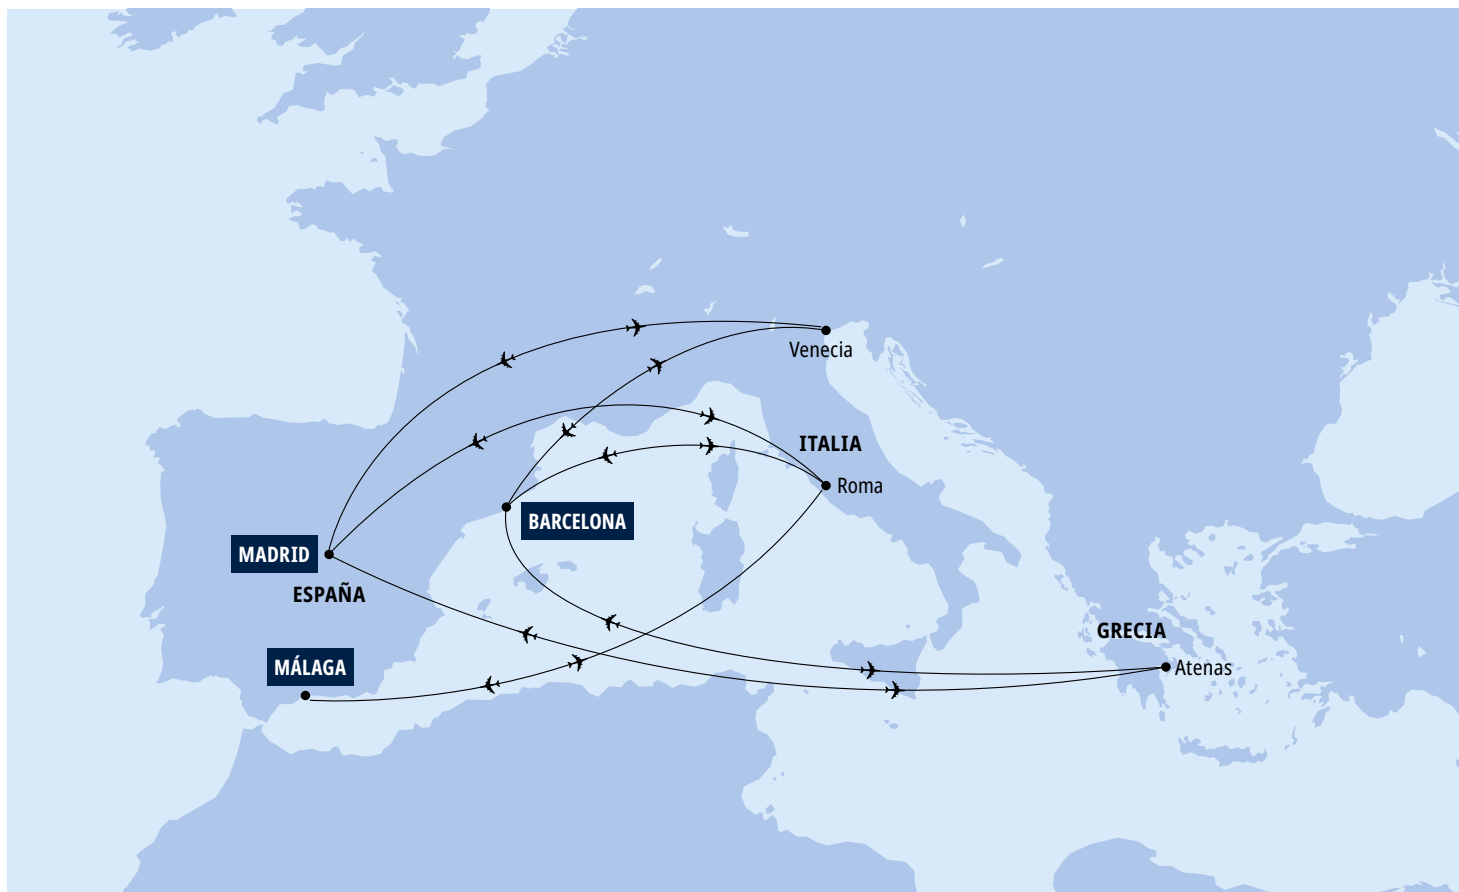 Venecia
ITALIA
Roma
BARCELONA
MADRID
ESPAÑA
GRECIA
MÁLAGA
Atenas